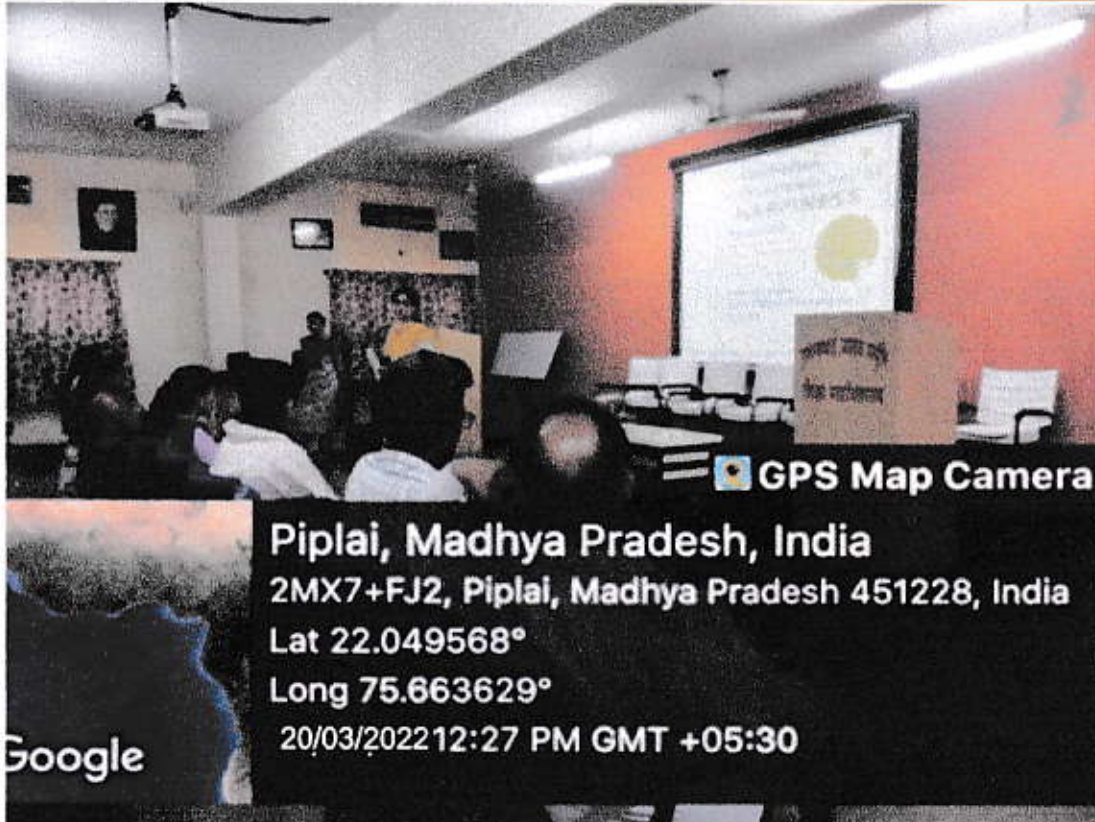 GPS Map Camera
Piplai, Madhya Pradesh, India
2MX7+FJ2, Piplai, Madhya Pradesh 451228, India
Lat 22.049568°
Long 75.663629°
20/03/2022 12:27 PM GMT +05:30
Google